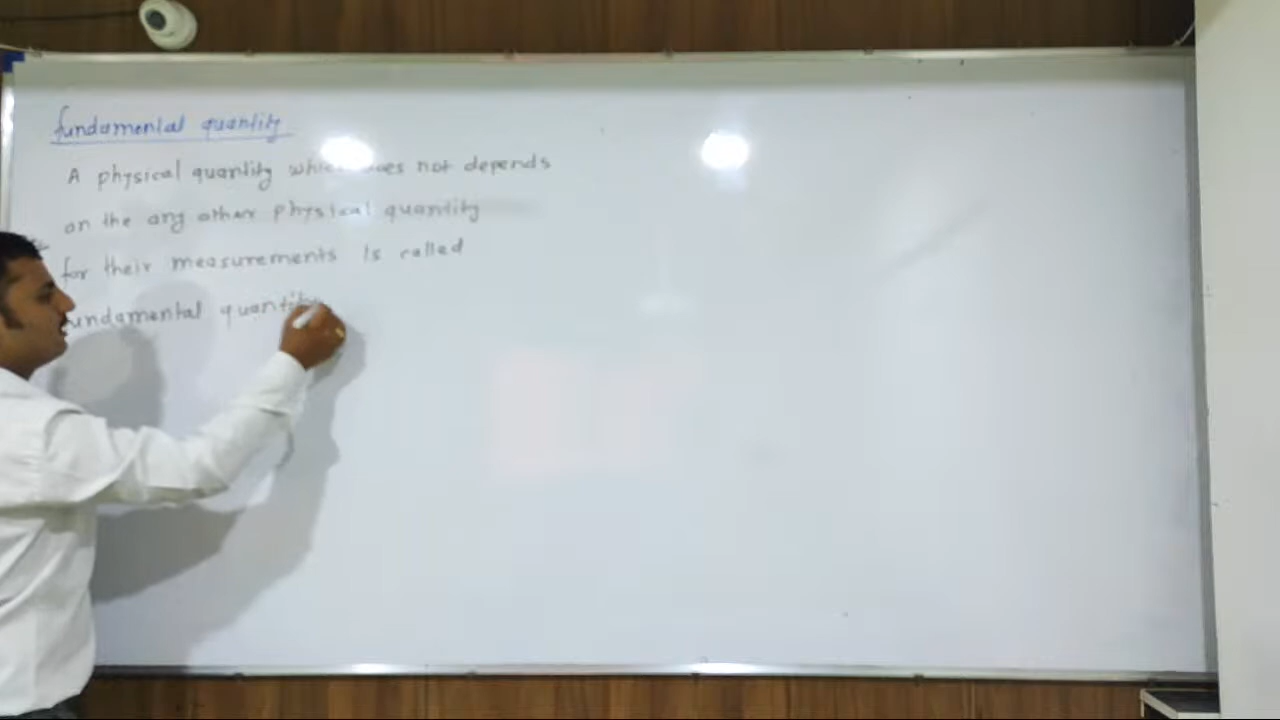 fundamental quantity
A physical quantity which does not depends
on the any other physical quantity
for their measurements is called
fundamental quantity